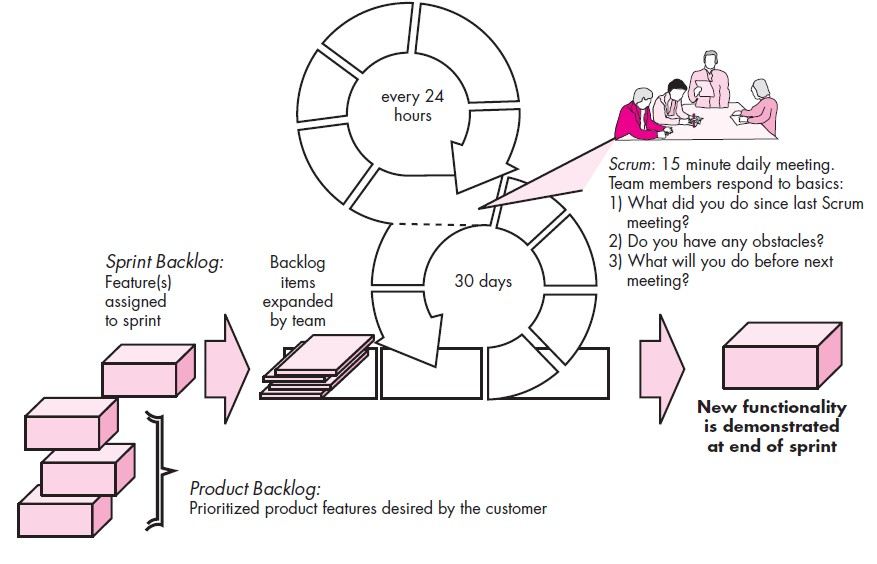 every 24
hours
Scrum: 15 minute daily meeting.
Team members respond to basics:
1) What did you do since last Scrum
meeting?
2) Do you have any obstacles?
3) What will you do before next
meeting?
Sprint Backlog:
Feature(s)
assigned
to sprint
Backlog
items
expanded
by team
30 days
New functionality
is demonstrated
at end of sprint
Product Backlog:
Prioritized product features desired by the customer